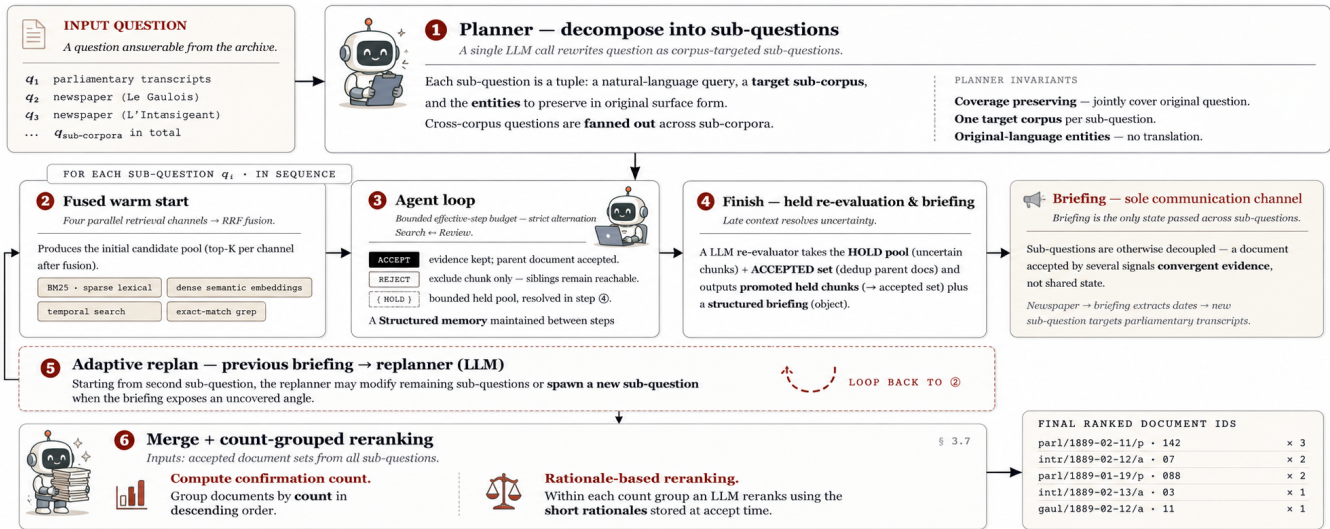 INPUT QUESTION
A question answerable from the archive.
q₁ parliamentary transcripts
q₂ newspaper (Le Gaulois)
q₃ newspaper (L'Intransigeant)
... q_sub-corpora in total
1 Planner — decompose into sub-questions
A single LLM call rewrites question as corpus-targeted sub-questions.
Each sub-question is a tuple: a natural-language query, a target sub-corpus,
and the entities to preserve in original surface form.
Cross-corpus questions are fanned out across sub-corpora.
PLANNER INVARIANTS
Coverage preserving — jointly cover original question.
One target corpus per sub-question.
Original-language entities — no translation.
FOR EACH SUB-QUESTION qᵢ · IN SEQUENCE
2 Fused warm start
Four parallel retrieval channels → RRF fusion.
Produces the initial candidate pool (top-K per channel
after fusion).
BM25 · sparse lexical
dense semantic embeddings
temporal search
exact-match grep
3 Agent loop
Bounded effective-step budget — strict alternation
Search ↔ Review.
ACCEPT evidence kept; parent document accepted.
REJECT exclude chunk only — siblings remain reachable.
{HOLD} bounded held pool, resolved in step ④.
A Structured memory maintained between steps
4 Finish — held re-evaluation & briefing
Late context resolves uncertainty.
A LLM re-evaluator takes the HOLD pool (uncertain
chunks) + ACCEPTED set (dedup parent docs) and
outputs promoted held chunks (→ accepted set) plus
a structured briefing (object).
Briefing — sole communication channel
Briefing is the only state passed across sub-questions.
Sub-questions are otherwise decoupled — a document
accepted by several signals convergent evidence,
not shared state.
Newspaper → briefing extracts dates → new
sub-question targets parliamentary transcripts.
5 Adaptive replan — previous briefing → replanner (LLM)
Starting from second sub-question, the replanner may modify remaining sub-questions or spawn a new sub-question
when the briefing exposes an uncovered angle.
LOOP BACK TO ②
6 Merge + count-grouped reranking
§ 3.7
Inputs: accepted document sets from all sub-questions.
Compute confirmation count.
Group documents by count in
descending order.
Rationale-based reranking.
Within each count group an LLM reranks using the
short rationales stored at accept time.
FINAL RANKED DOCUMENT IDS
parl/1889-02-11/p · 142 × 3
intr/1889-02-12/a · 07 × 2
parl/1889-01-19/p · 088 × 2
intl/1889-02-13/a · 03 × 1
gaul/1889-02-12/a · 11 × 1